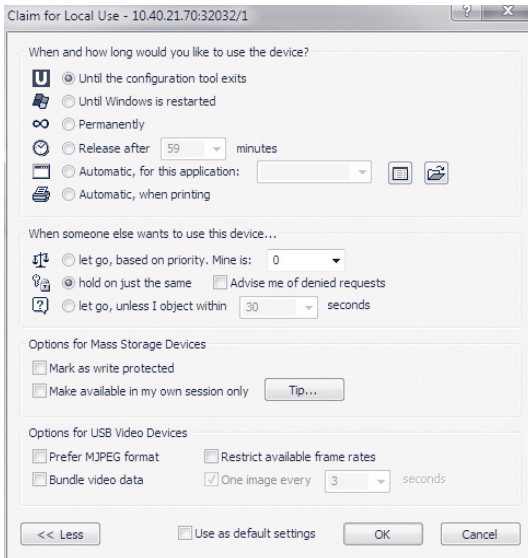 Claim for Local Use - 10.40.21.70:32032/1
When and how long would you like to use the device?
Until the configuration tool exits
Until Windows is restarted
Permanently
Release after 59 minutes
Automatic, for this application:
Automatic, when printing
When someone else wants to use this device...
let go, based on priority. Mine is: 0
hold on just the same Advise me of denied requests
let go, unless I object within 30 seconds
Options for Mass Storage Devices
Mark as write protected
Make available in my own session only Tip...
Options for USB Video Devices
Prefer MJPEG format Restrict available frame rates
Bundle video data One image every 3 seconds
<< Less Use as default settings OK Cancel